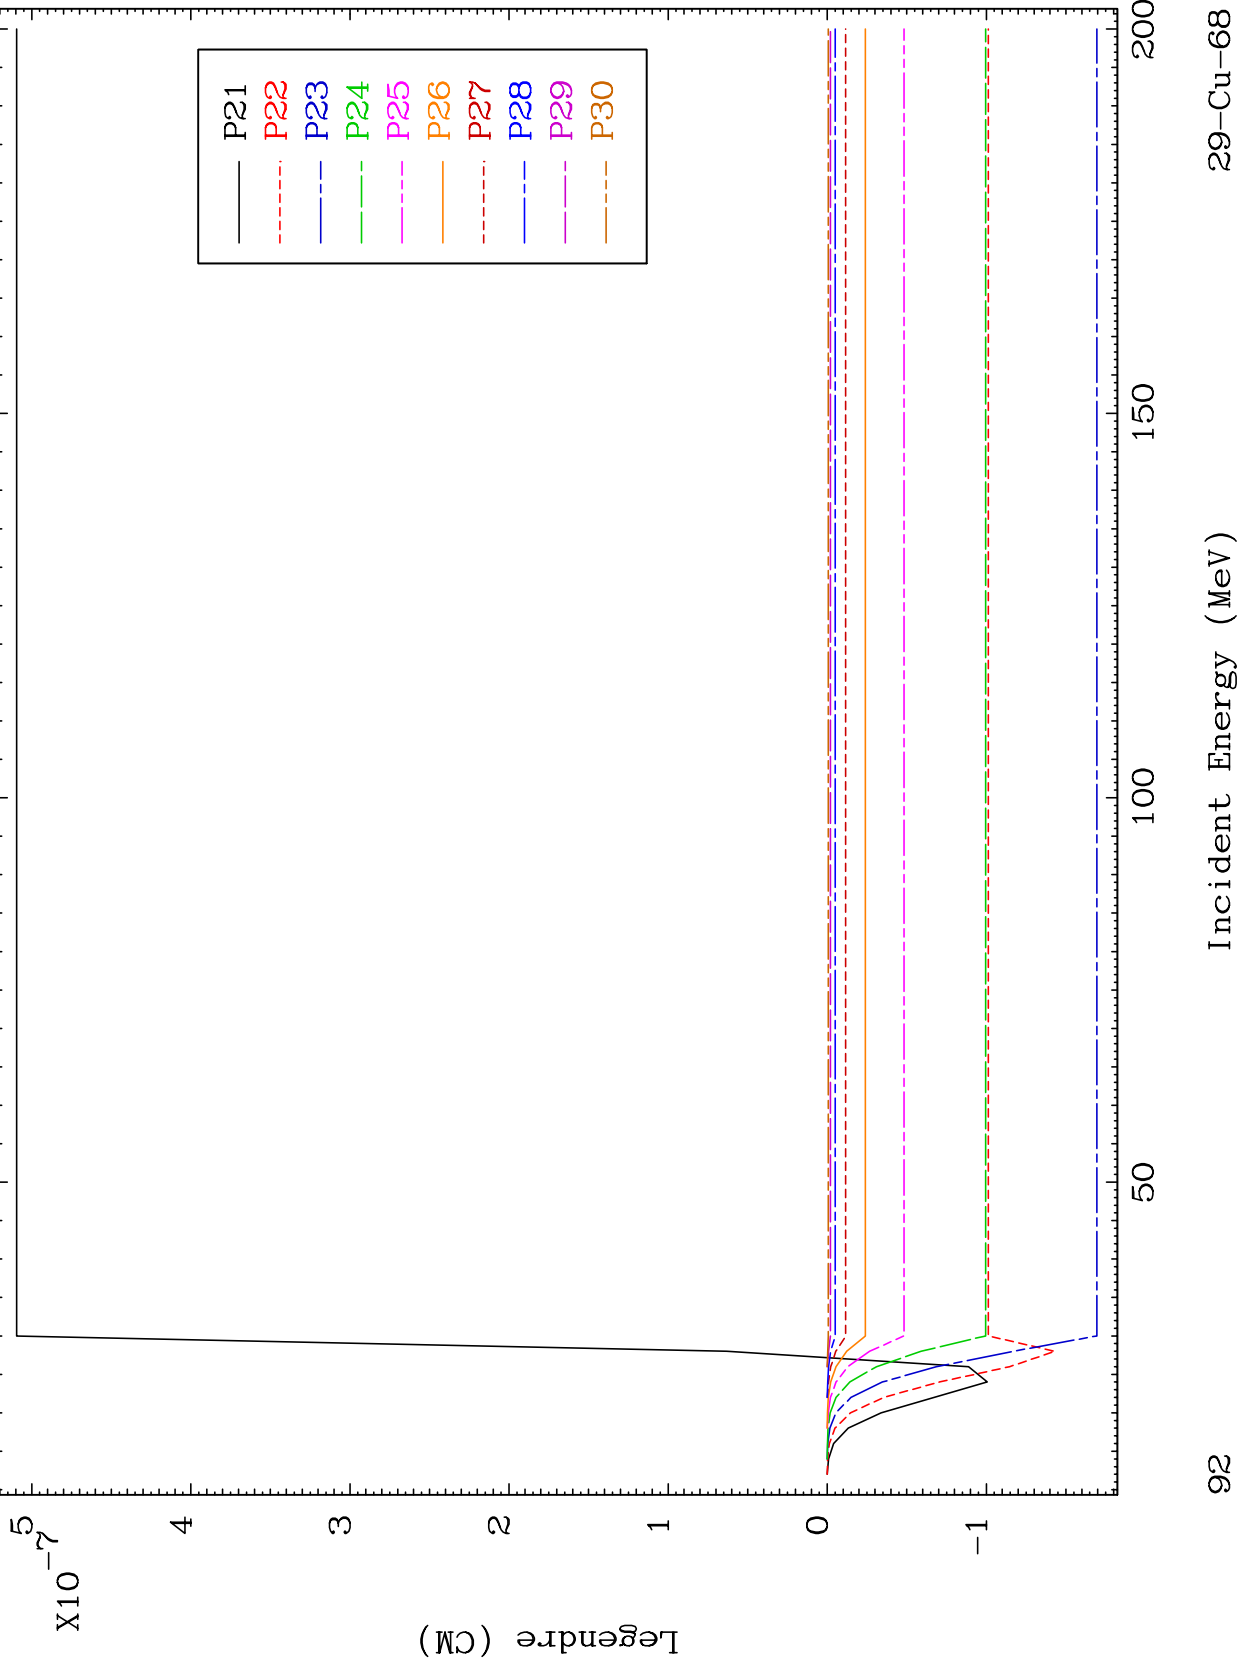 5
4
3
2
1
0
-1
X10-7
Legendre (CM)
P21
P22
P23
P24
P25
P26
P27
P28
P29
P30
50
100
150
200
Incident Energy (MeV)
92
29-Cu-68